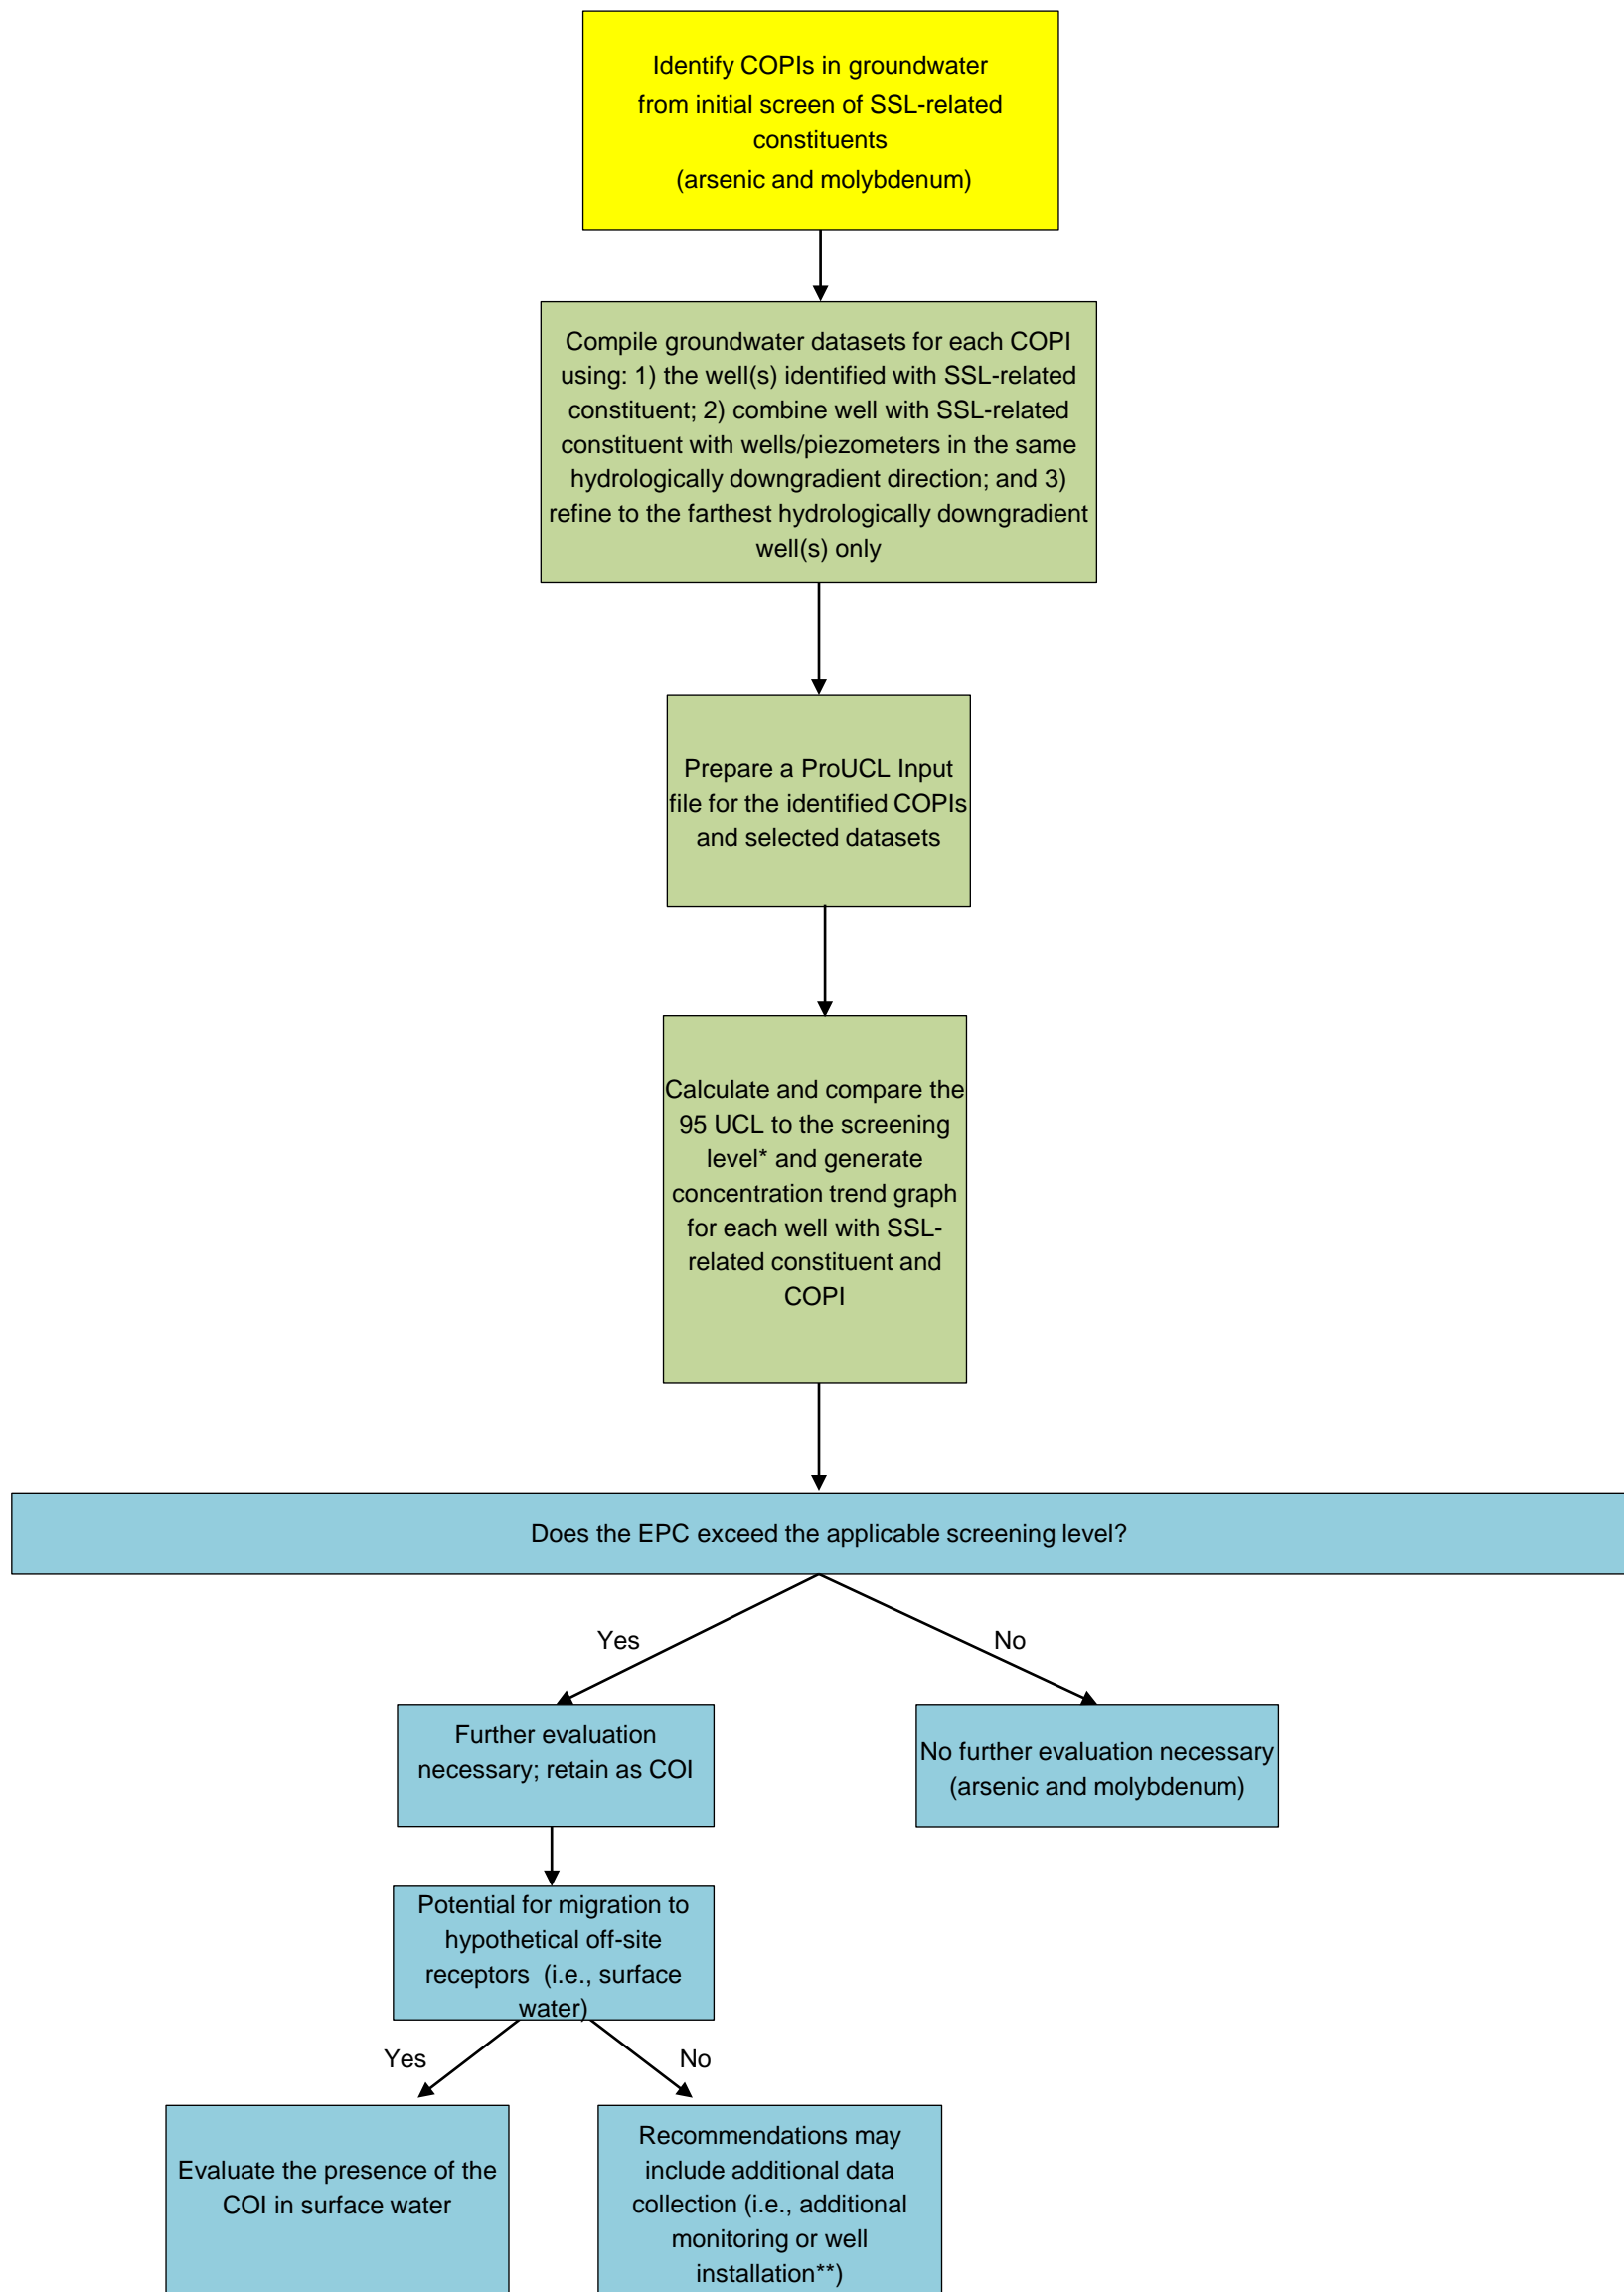 Identify COPIs in groundwater
from initial screen of SSL-related
constituents
(arsenic and molybdenum)
Compile groundwater datasets for each COPI
using: 1) the well(s) identified with SSL-related
constituent; 2) combine well with SSL-related
constituent with wells/piezometers in the same
hydrologically downgradient direction; and 3)
refine to the farthest hydrologically downgradient
well(s) only
Prepare a ProUCL Input
file for the identified COPIs
and selected datasets
Calculate and compare the
95 UCL to the screening
level* and generate
concentration trend graph
for each well with SSL-
related constituent and
COPI
Does the EPC exceed the applicable screening level?
Yes
No
Further evaluation
necessary; retain as COI
No further evaluation necessary
(arsenic and molybdenum)
Potential for migration to
hypothetical off-site
receptors  (i.e., surface
water)
Yes
No
Evaluate the presence of the
COI in surface water
Recommendations may
include additional data
collection (i.e., additional
monitoring or well
installation**)